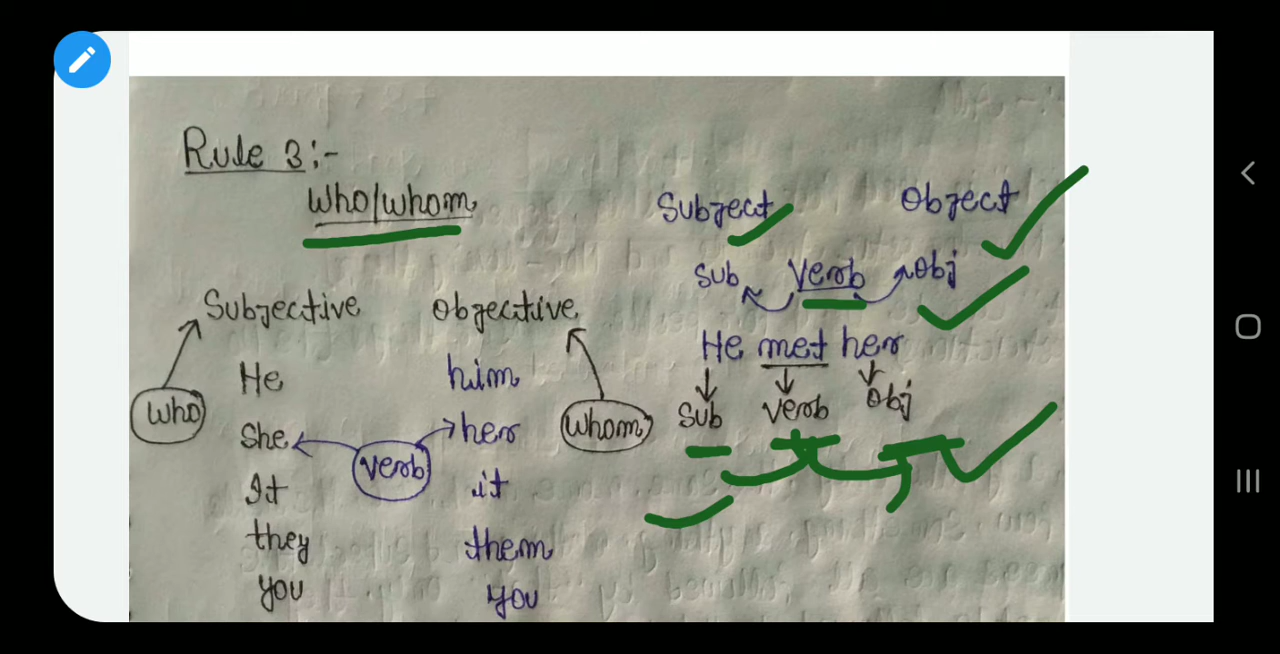 Rule 3:-
Who/whom
Subject Object
Sub Verb Obj
He met her
Sub Verb Obj
Subjective Objective
who whom
He him
She verb her
It it
they them
you you